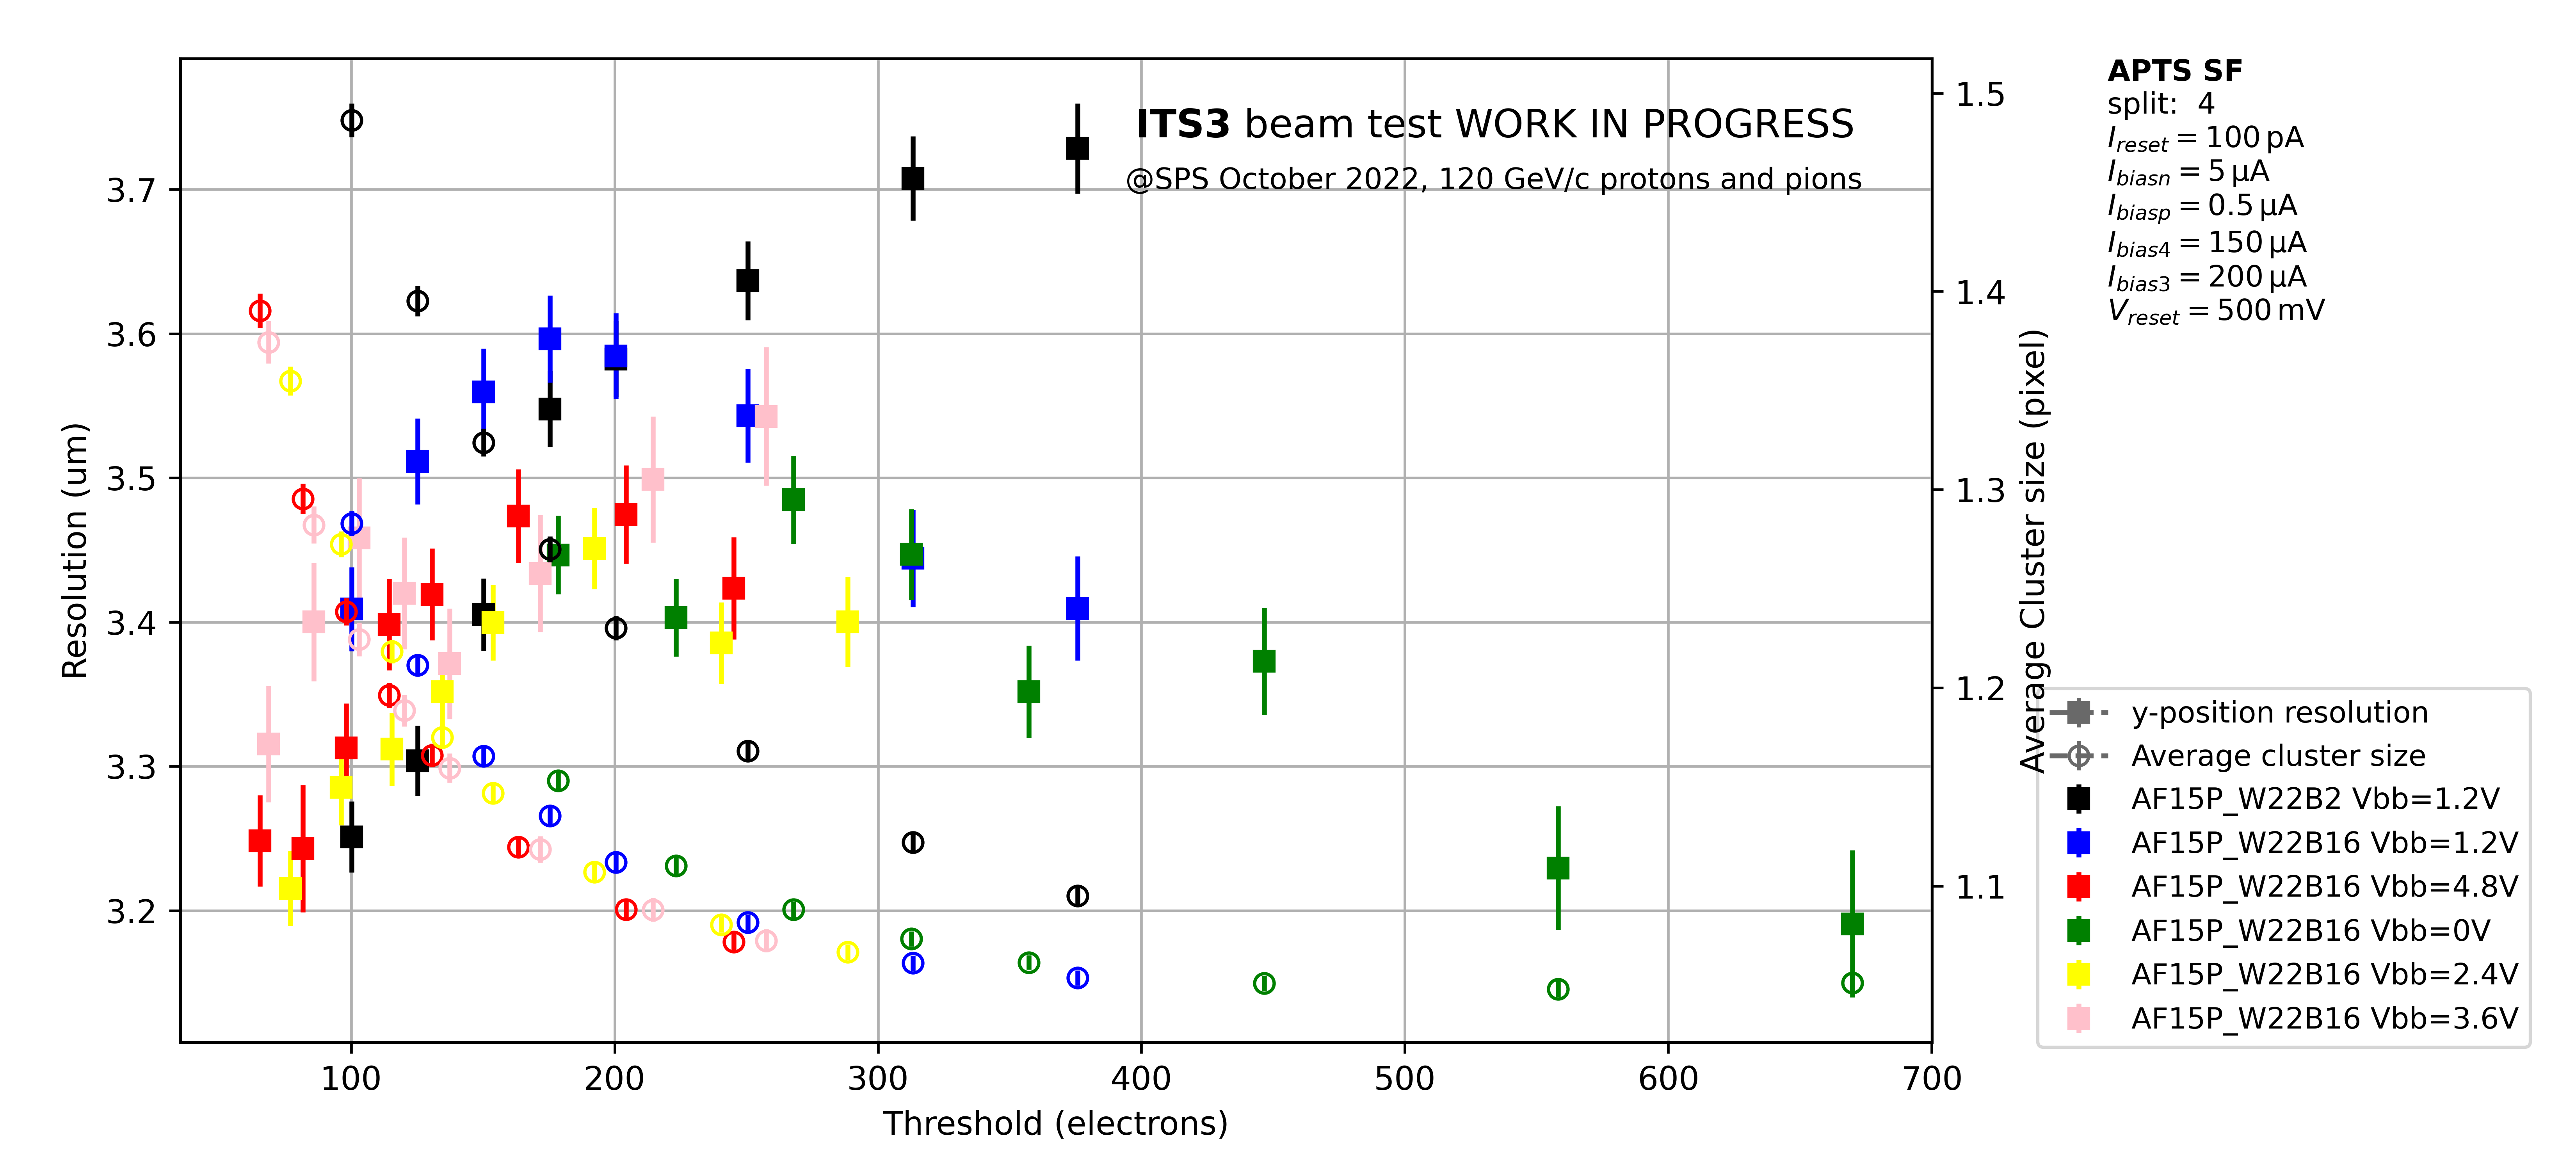 ITS3 beam test WORK IN PROGRESS
@SPS October 2022, 120 GeV/c protons and pions
Resolution (um)
3.7
3.6
3.5
3.4
3.3
3.2
100 200 300 400 500 600 700
Threshold (electrons)
1.5
1.4
1.3
1.2
1.1
Average Cluster size (pixel)
APTS SF
split: 4
I_reset = 100 pA
I_biasn = 5 µA
I_biasp = 0.5 µA
I_bias4 = 150 µA
I_bias3 = 200 µA
V_reset = 500 mV
y-position resolution
Average cluster size
AF15P_W22B2 Vbb=1.2V
AF15P_W22B16 Vbb=1.2V
AF15P_W22B16 Vbb=4.8V
AF15P_W22B16 Vbb=0V
AF15P_W22B16 Vbb=2.4V
AF15P_W22B16 Vbb=3.6V